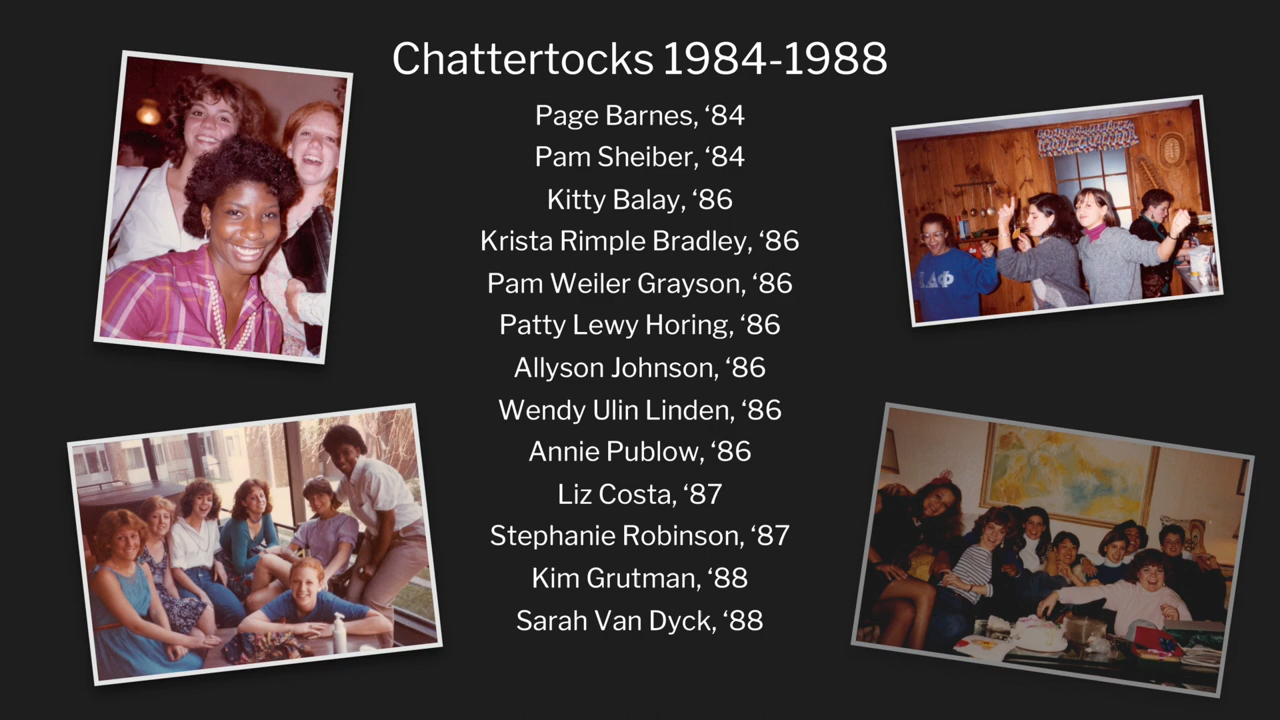 Chattertocks 1984-1988
Page Barnes, ‘84
Pam Sheiber, ‘84
Kitty Balay, ‘86
Krista Rimple Bradley, ‘86
Pam Weiler Grayson, ‘86
Patty Lewy Horing, ‘86
Allyson Johnson, ‘86
Wendy Ulin Linden, ‘86
Annie Publow, ‘86
Liz Costa, ‘87
Stephanie Robinson, ‘87
Kim Grutman, ‘88
Sarah Van Dyck, ‘88
ΙΔΦ